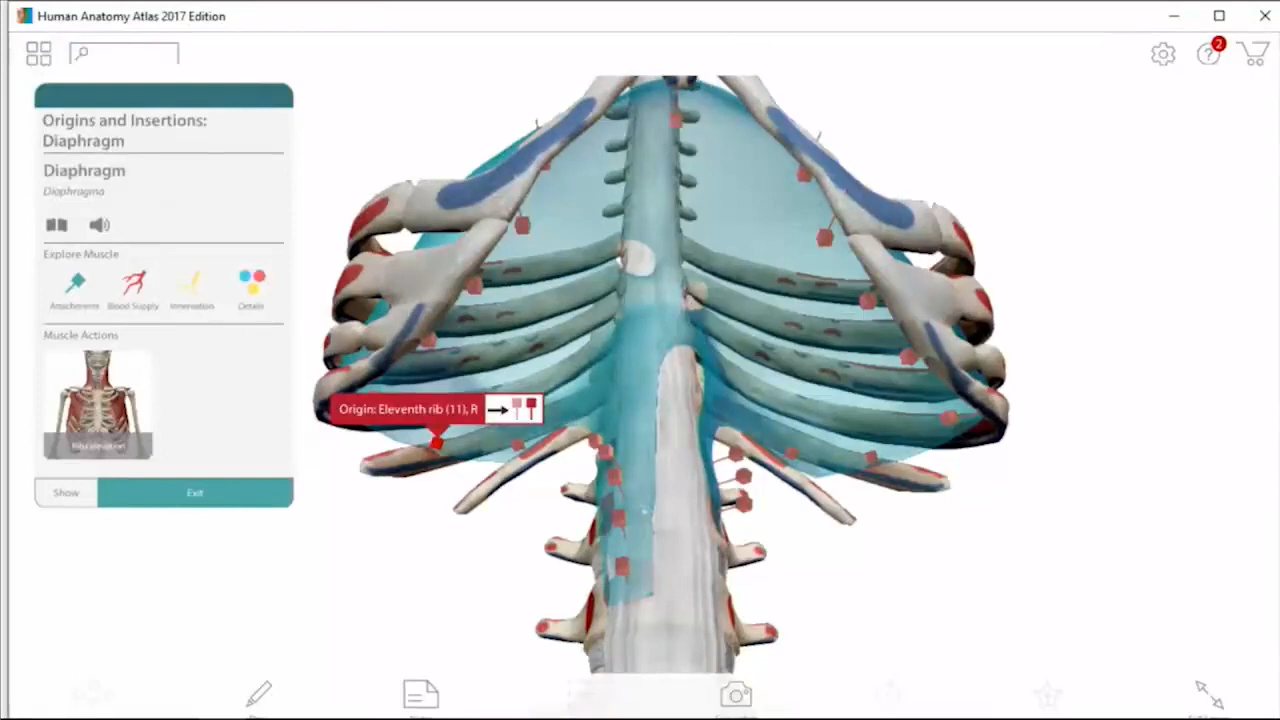 Human Anatomy Atlas 2017 Edition
2
Origins and Insertions:
Diaphragm
Diaphragm
Diaphragma
Explore Muscle
Attachments Blood Supply Innervation Details
Muscle Actions
Origin: Eleventh rib (11), R
Show Exit